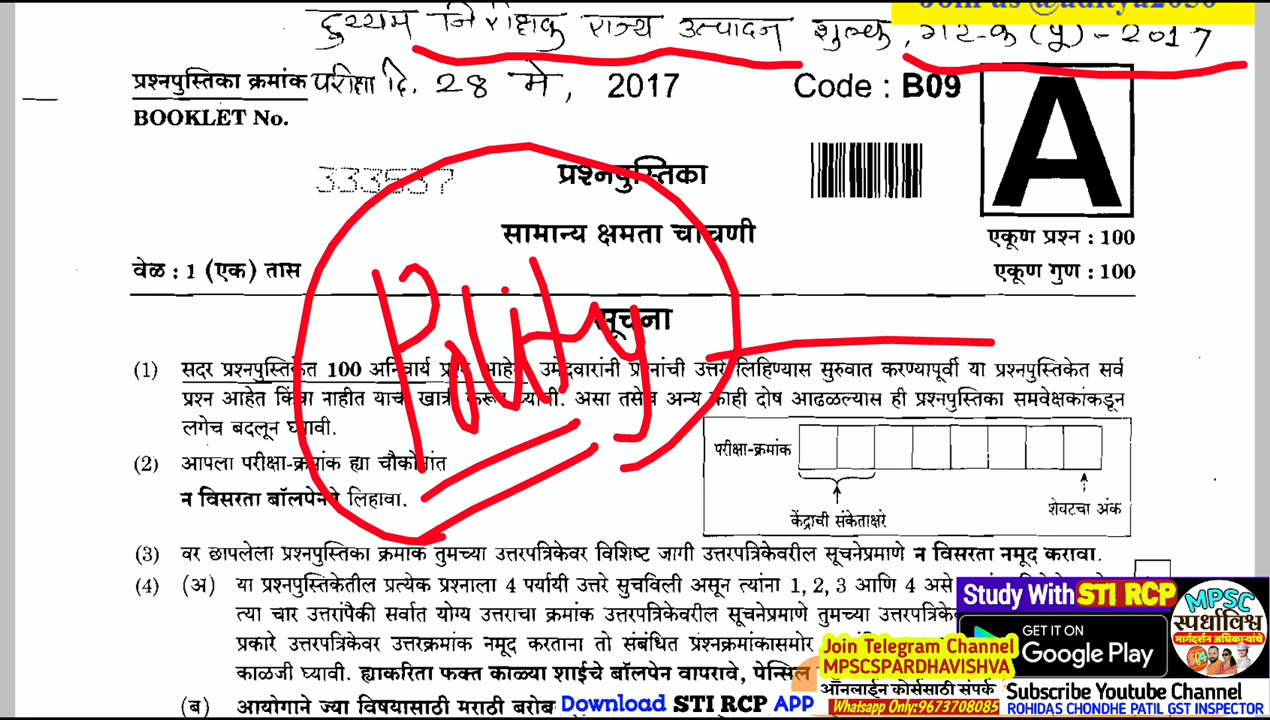 Join us @aditya2050
दुय्यम निरीक्षक राज्य उत्पादन शुल्क, गट-क (पू) - 2017
प्रश्नपुस्तिका क्रमांक परीक्षा दि. 28 मे, 2017 Code : B09
BOOKLET No.
A
333537
प्रश्नपुस्तिका
सामान्य क्षमता चाचणी
एकूण प्रश्न : 100
वेळ : 1 (एक) तास
एकूण गुण : 100
Polity
सूचना
(1) सदर प्रश्नपुस्तिकेत 100 अनिवार्य प्रश्न आहेत. उमेदवारांनी प्रश्नांची उत्तरे लिहिण्यास सुरुवात करण्यापूर्वी या प्रश्नपुस्तिकेत सर्व
प्रश्न आहेत किंवा नाहीत याची खात्री करून घ्यावी. असा तसेच अन्य काही दोष आढळल्यास ही प्रश्नपुस्तिका समवेक्षकांकडून
लगेच बदलून घ्यावी.
परीक्षा-क्रमांक
(2) आपला परीक्षा-क्रमांक ह्या चौकोनांत
न विसरता बॉलपेनने लिहावा.
केंद्राची संकेताक्षरे
शेवटचा अंक
(3) वर छापलेला प्रश्नपुस्तिका क्रमांक तुमच्या उत्तरपत्रिकेवर विशिष्ट जागी उत्तरपत्रिकेवरील सूचनेप्रमाणे न विसरता नमूद करावा.
(4) (अ) या प्रश्नपुस्तिकेतील प्रत्येक प्रश्नाला 4 पर्यायी उत्तरे सुचविली असून त्यांना 1, 2, 3 आणि 4 असे
त्या चार उत्तरांपैकी सर्वात योग्य उत्तराचा क्रमांक उत्तरपत्रिकेवरील सूचनेप्रमाणे तुमच्या
प्रकारे उत्तरपत्रिकेवर उत्तरक्रमांक नमूद करताना तो संबंधित प्रश्नक्रमांकासमोर
काळजी घ्यावी. ह्याकरिता फक्त काळ्या शाईचे बॉलपेन वापरावे, पेन्सिल
(ब) आयोगाने ज्या विषयासाठी मराठी बरोब
Study With STI RCP
GET IT ON
Google Play
MPSC
स्पर्धाविश्व
मार्गदर्शन अधिकाऱ्यांचे
Join Telegram Channel
MPSCSPARDHAVISHVA
ऑनलाईन कोर्ससाठी संपर्क
Whatsapp Only:9673708085
Subscribe Youtube Channel
ROHIDAS CHONDHE PATIL GST INSPECTOR
Download STI RCP APP